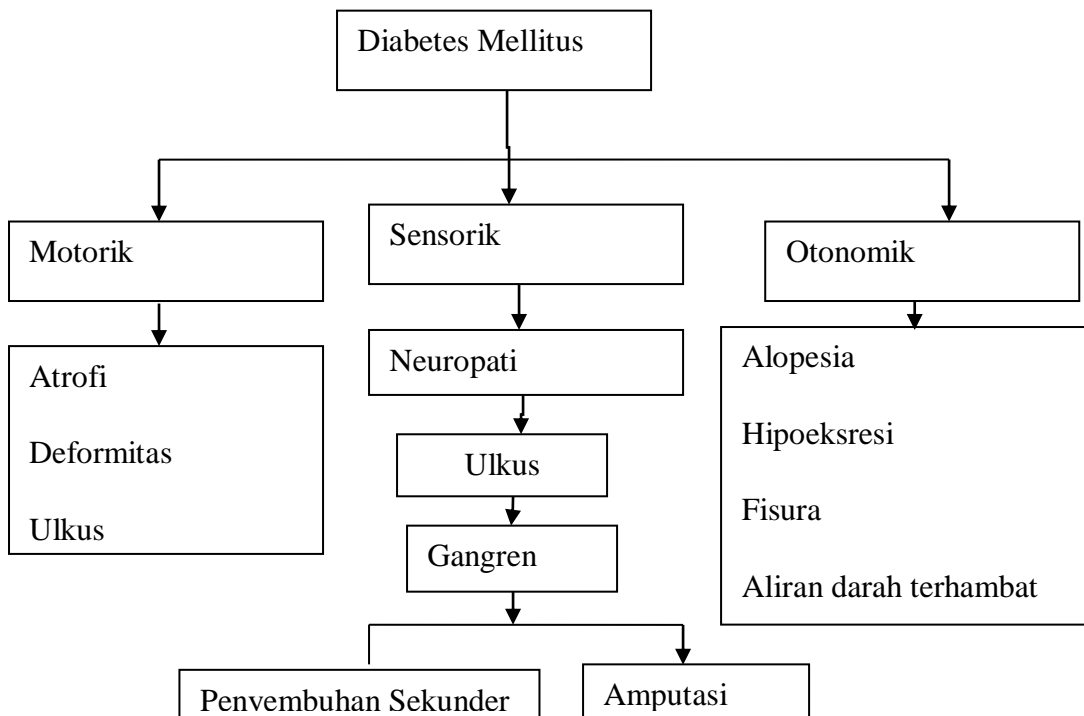 Diabetes Mellitus
Motorik
Sensorik
Otonomik
Atrofi
Deformitas
Ulkus
Neuropati
Ulkus
Gangren
Alopesia
Hipoeksresi
Fisura
Aliran darah terhambat
Penyembuhan Sekunder
Amputasi